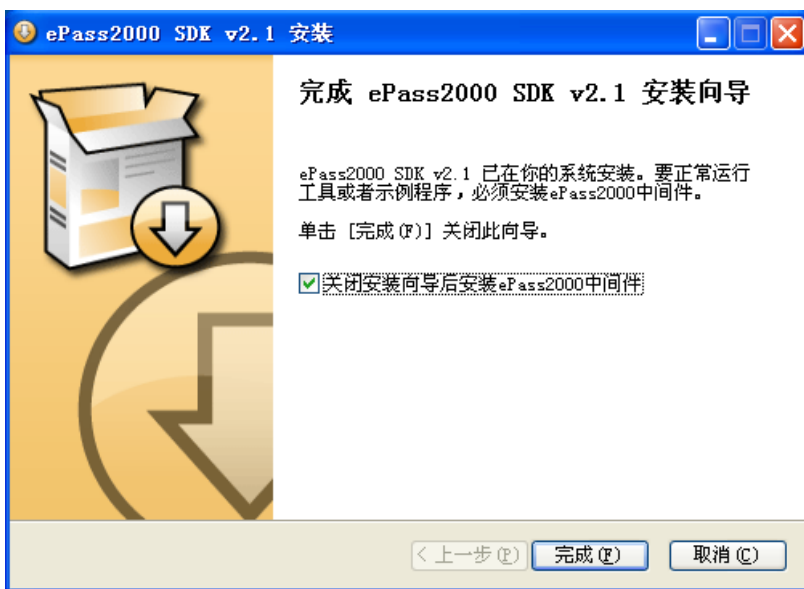 ePass2000 SDK v2.1 安装
完成 ePass2000 SDK v2.1 安装向导
ePass2000 SDK v2.1 已在你的系统安装。要正常运行
工具或者示例程序，必须安装ePass2000中间件。
单击 [完成(F)] 关闭此向导。
关闭安装向导后安装ePass2000中间件
< 上一步(P) 完成(F) 取消(C)